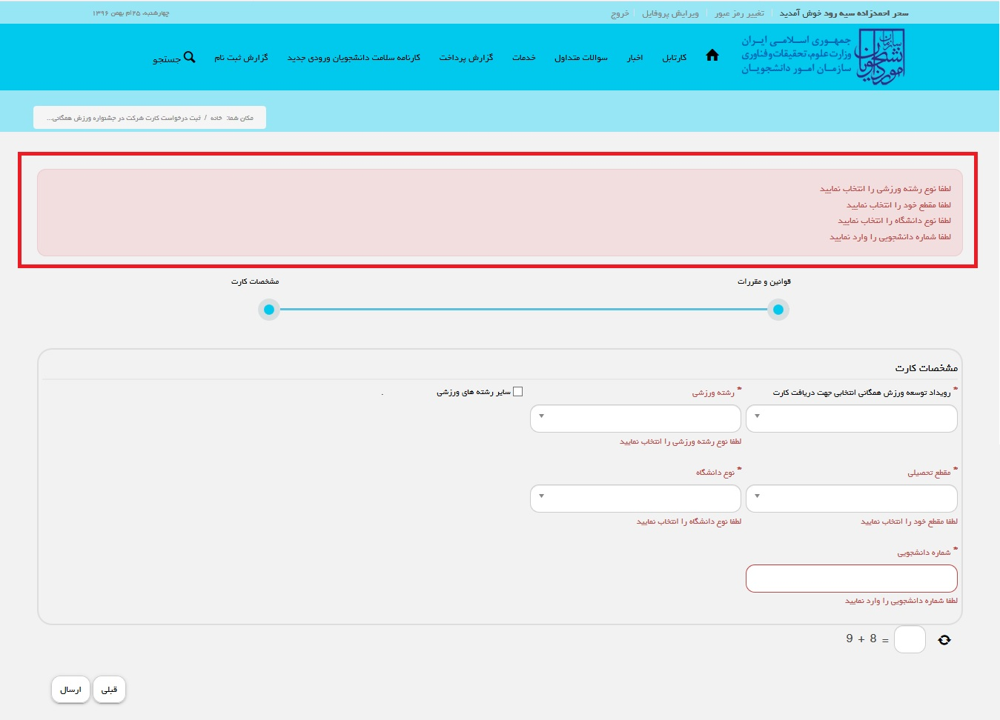 سحر احمدزاده سیه رود خوش آمدید | تغییر رمز عبور | ویرایش پروفایل | خروج
چهارشنبه، ۲۵ام بهمن ۱۳۹۶
جمهوری اسلامی ایران
وزارت علوم، تحقیقات و فناوری
سازمان امور دانشجویان
سازمان امور دانشجویان
کارتابل اخبار سوالات متداول خدمات گزارش پرداخت کارنامه سلامت دانشجویان ورودی جدید گزارش ثبت نام جستجو
مکان شما: خانه / ثبت درخواست کارت شرکت در جشنواره ورزش همگانی...
لطفا نوع رشته ورزشی را انتخاب نمایید
لطفا مقطع خود را انتخاب نمایید
لطفا نوع دانشگاه را انتخاب نمایید
لطفا شماره دانشجویی را وارد نمایید
قوانین و مقررات
مشخصات کارت
مشخصات کارت
* رویداد توسعه ورزش همگانی انتخابی جهت دریافت کارت
* رشته ورزشی
سایر رشته های ورزشی .
لطفا نوع رشته ورزشی را انتخاب نمایید
* مقطع تحصیلی
* نوع دانشگاه
لطفا مقطع خود را انتخاب نمایید
لطفا نوع دانشگاه را انتخاب نمایید
* شماره دانشجویی
لطفا شماره دانشجویی را وارد نمایید
9 + 8 =
قبلی
ارسال